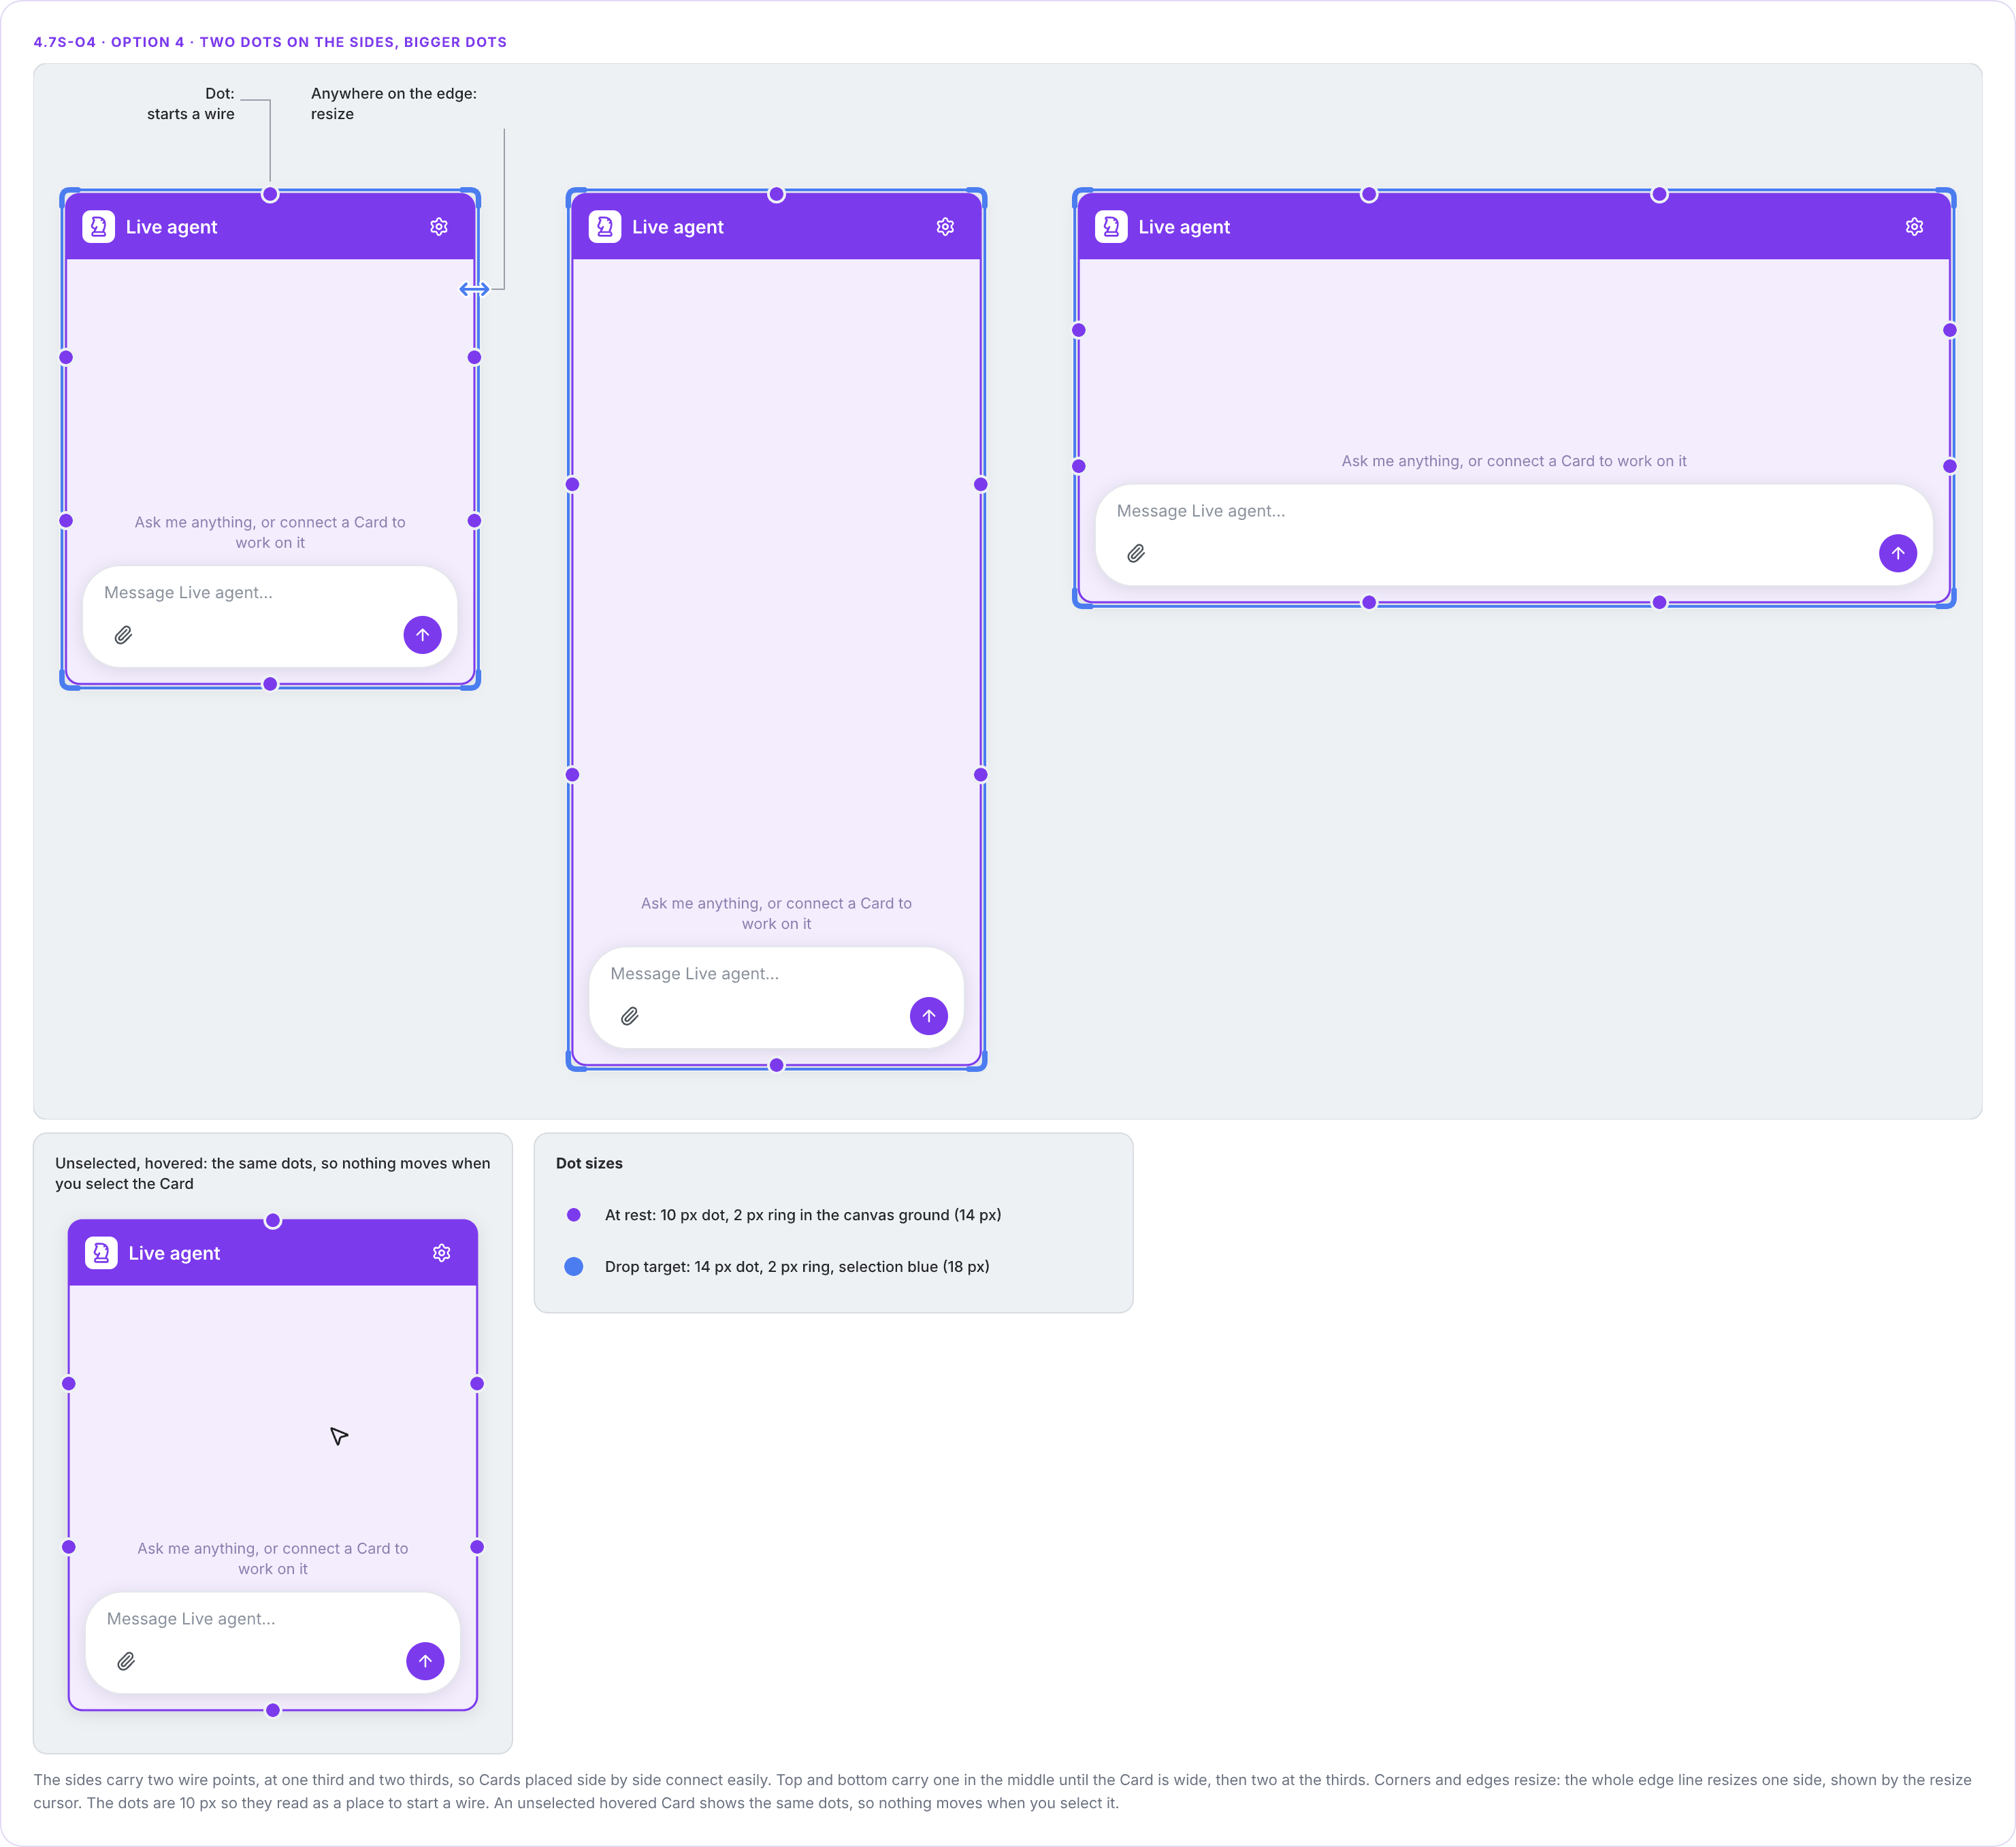 4.7S-O4 · OPTION 4 · TWO DOTS ON THE SIDES, BIGGER DOTS
Dot:
starts a wire
Anywhere on the edge:
resize
Live agent
Ask me anything, or connect a Card to
work on it
Message Live agent...
Live agent
Ask me anything, or connect a Card to
work on it
Message Live agent...
Live agent
Ask me anything, or connect a Card to work on it
Message Live agent...
Unselected, hovered: the same dots, so nothing moves when
you select the Card
Live agent
Ask me anything, or connect a Card to
work on it
Message Live agent...
Dot sizes
At rest: 10 px dot, 2 px ring in the canvas ground (14 px)
Drop target: 14 px dot, 2 px ring, selection blue (18 px)
The sides carry two wire points, at one third and two thirds, so Cards placed side by side connect easily. Top and bottom carry one in the middle until the Card is wide, then two at the thirds. Corners and edges resize: the whole edge line resizes one side, shown by the resize
cursor. The dots are 10 px so they read as a place to start a wire. An unselected hovered Card shows the same dots, so nothing moves when you select it.